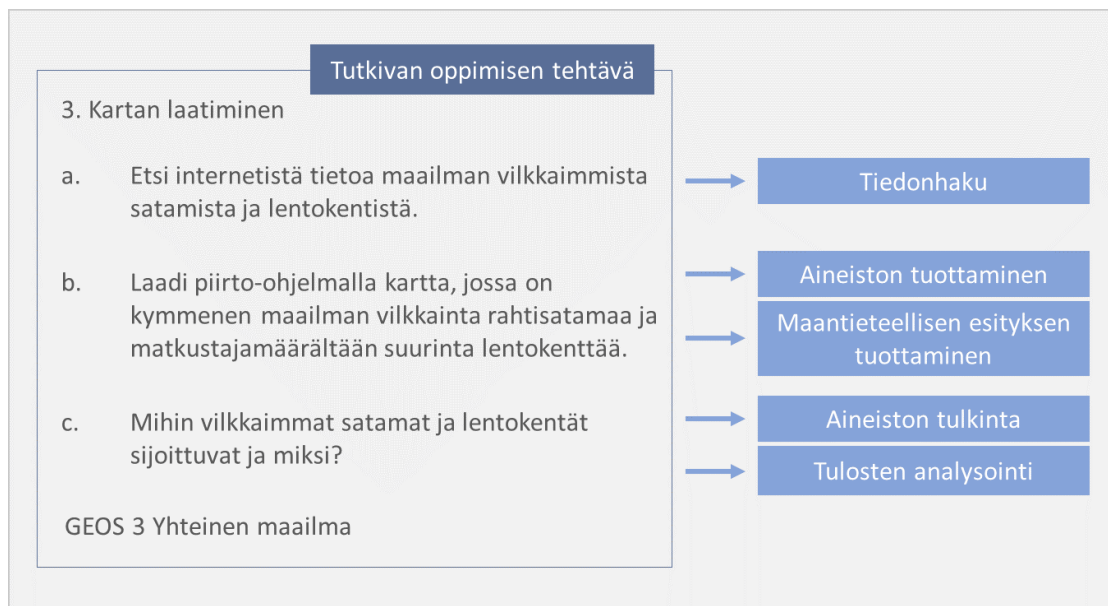 Tutkivan oppimisen tehtävä
3. Kartan laatiminen
a. Etsi internetistä tietoa maailman vilkkaimmista
satamista ja lentokentistä.
Tiedonhaku
b. Laadi piirto-ohjelmalla kartta, jossa on
kymmenen maailman vilkkainta rahtisatamaa ja
matkustajamäärältään suurinta lentokenttää.
Aineiston tuottaminen
Maantieteellisen esityksen
tuottaminen
c. Mihin vilkkaimmat satamat ja lentokentät
sijoittuvat ja miksi?
Aineiston tulkinta
Tulosten analysointi
GEOS 3 Yhteinen maailma